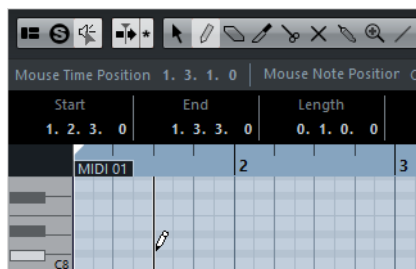 Mouse Time Position 1. 3. 1. 0 Mouse Note Position
Start End Length
1. 2. 3. 0 1. 3. 3. 0 0. 1. 0. 0
MIDI 01 2 3
C8